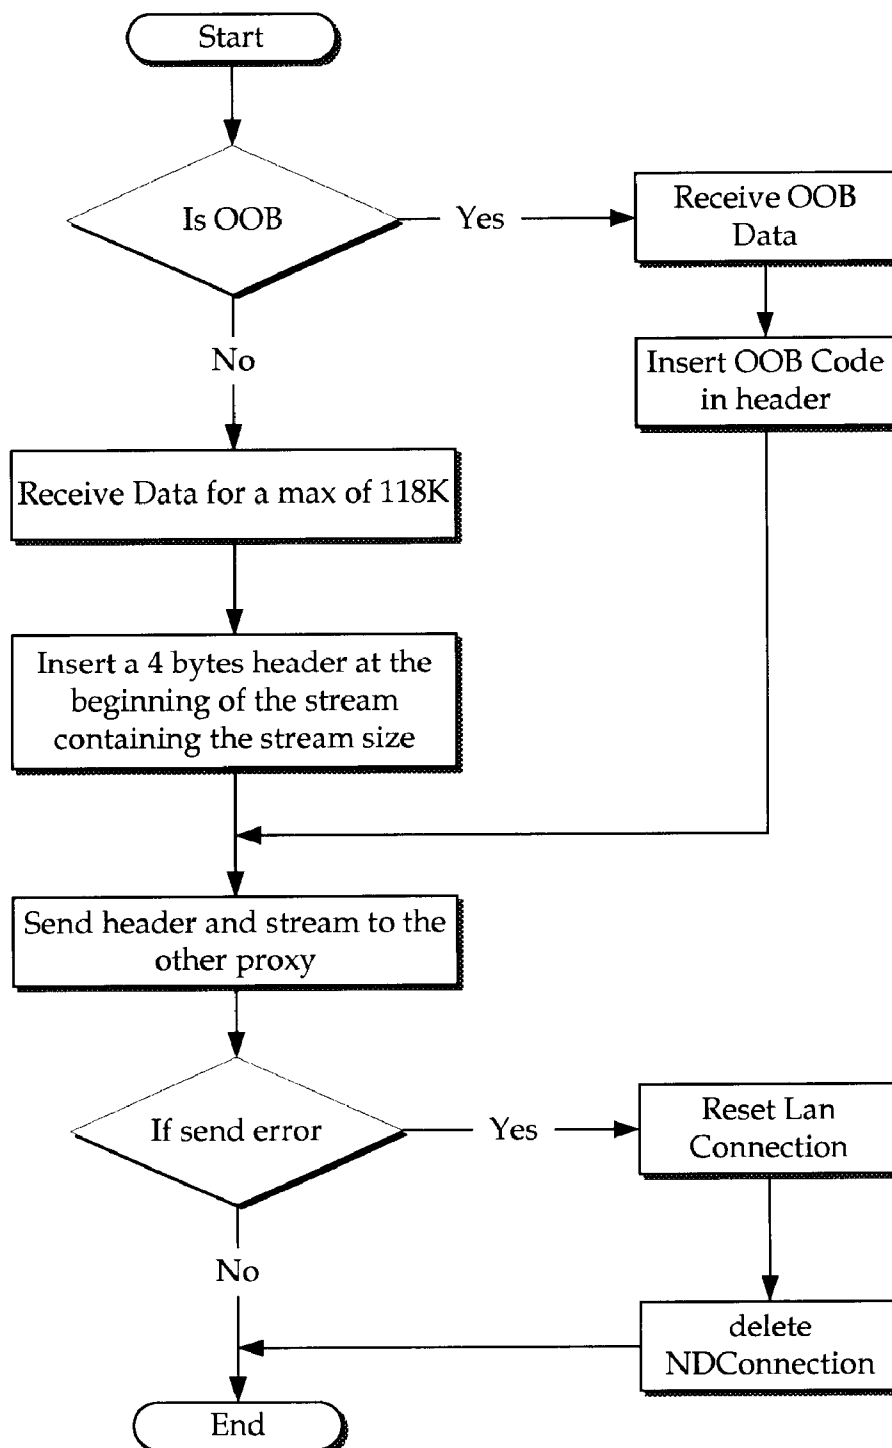 Start
Is OOB
Yes
Receive OOB
Data
No
Insert OOB Code
in header
Receive Data for a max of 118K
Insert a 4 bytes header at the
beginning of the stream
containing the stream size
Send header and stream to the
other proxy
If send error
Yes
Reset Lan
Connection
No
delete
NDConnection
End